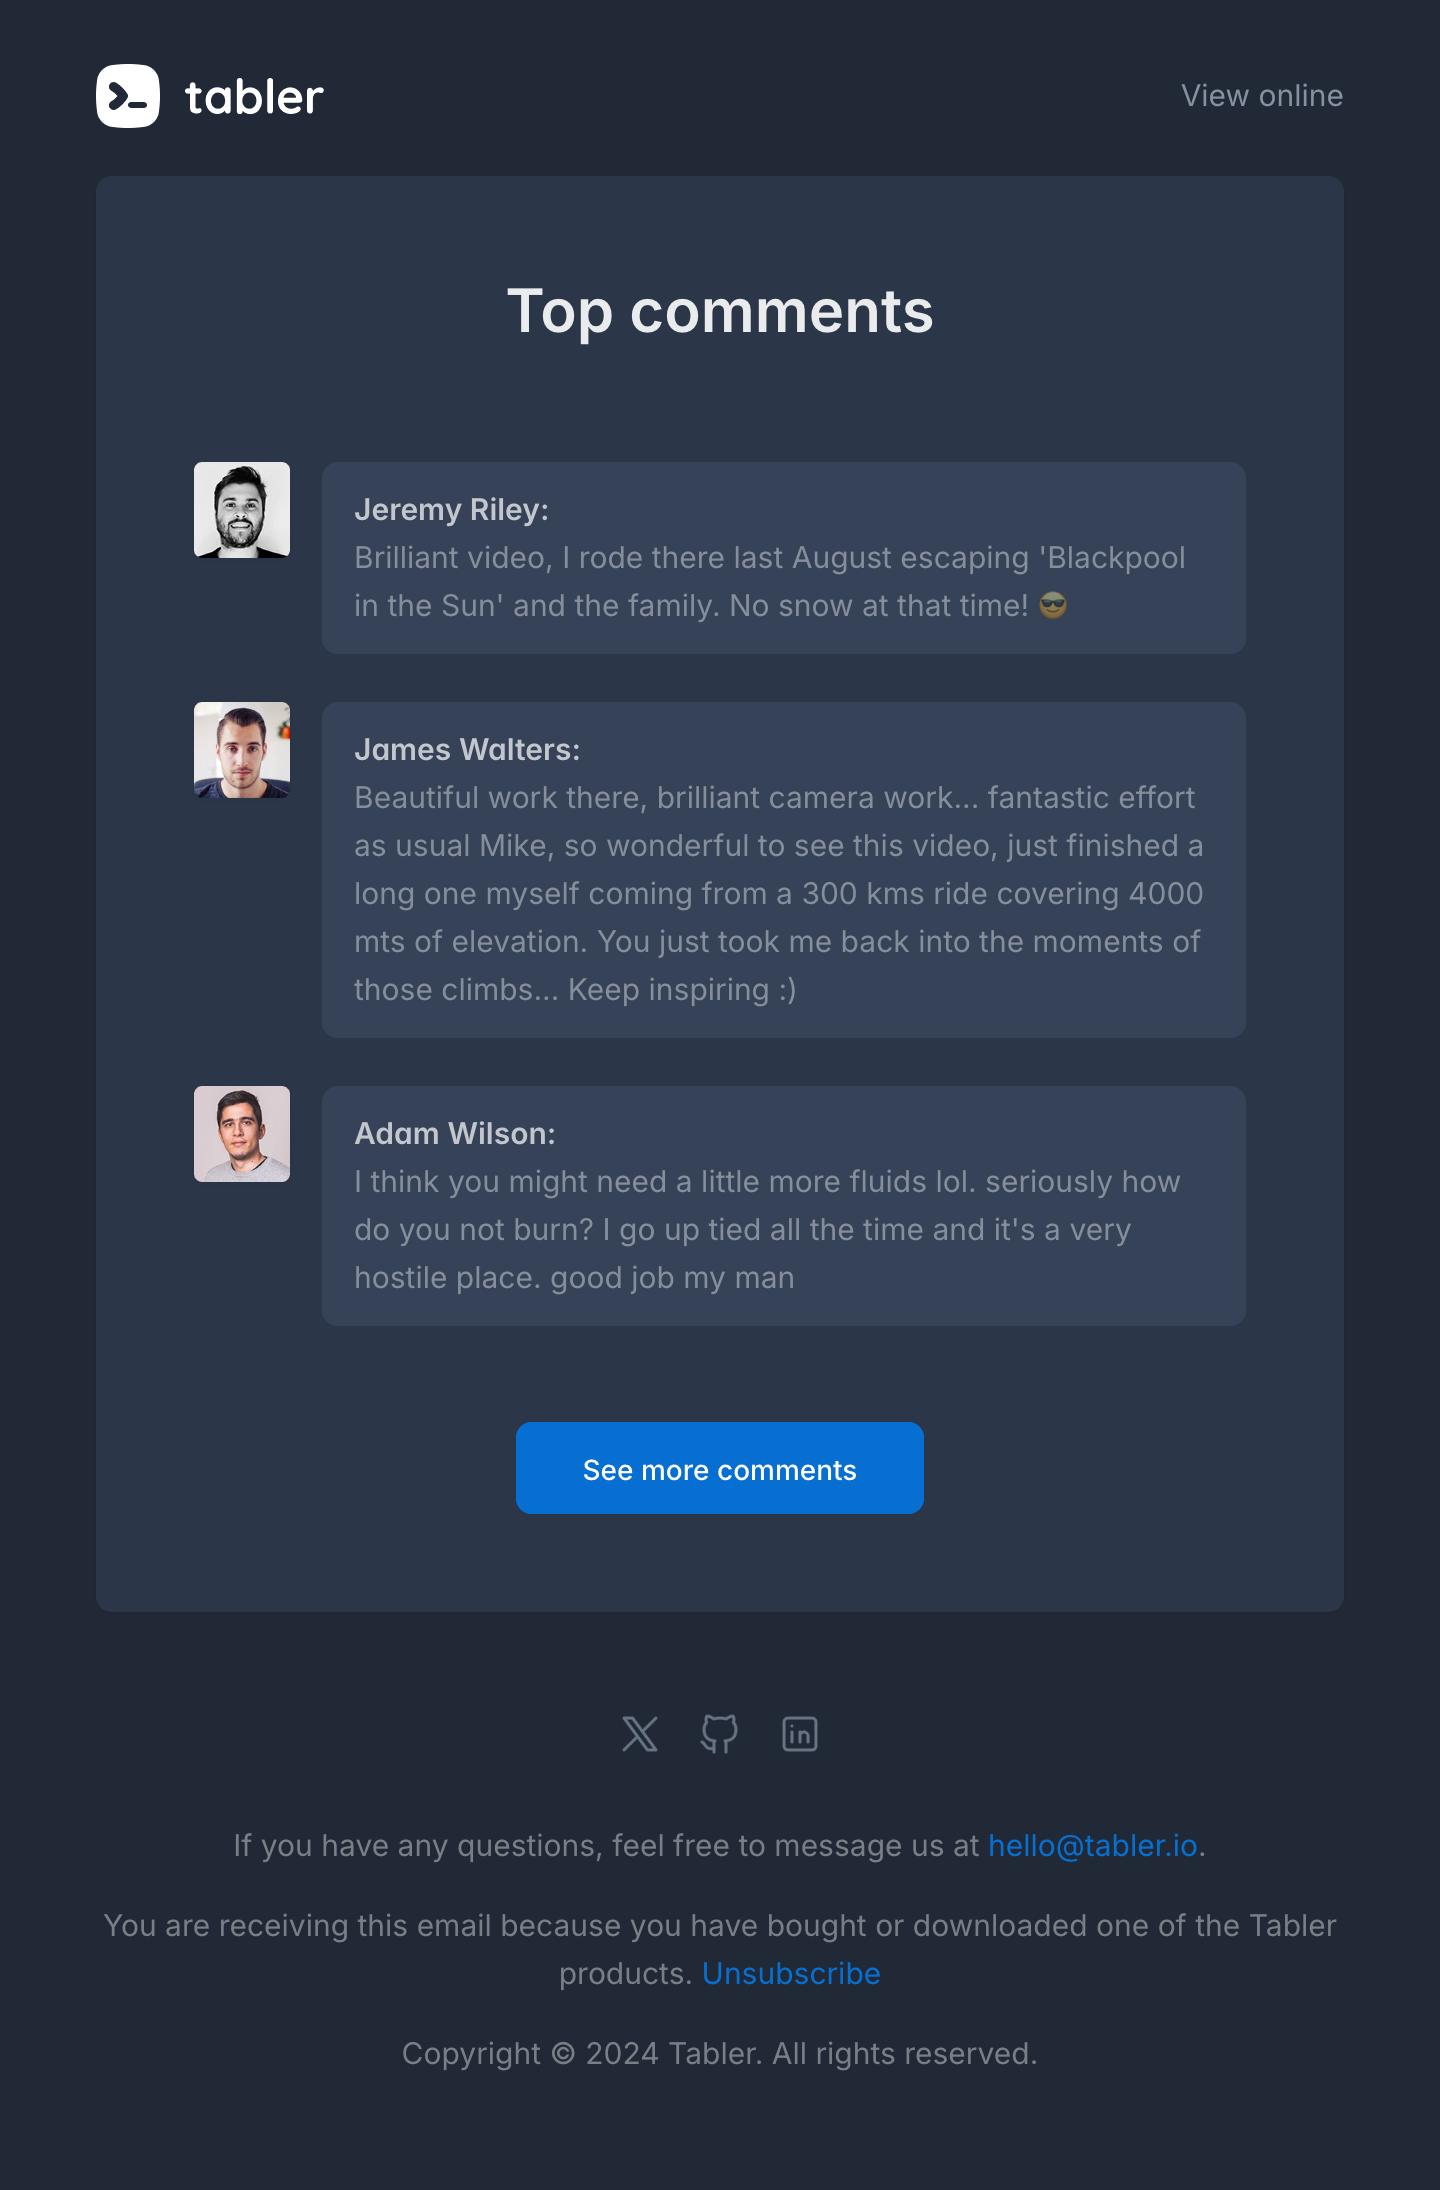 tabler
View online
Top comments
Jeremy Riley:
Brilliant video, I rode there last August escaping 'Blackpool
in the Sun' and the family. No snow at that time! 😎
James Walters:
Beautiful work there, brilliant camera work... fantastic effort
as usual Mike, so wonderful to see this video, just finished a
long one myself coming from a 300 kms ride covering 4000
mts of elevation. You just took me back into the moments of
those climbs... Keep inspiring :)
Adam Wilson:
I think you might need a little more fluids lol. seriously how
do you not burn? I go up tied all the time and it's a very
hostile place. good job my man
See more comments
If you have any questions, feel free to message us at hello@tabler.io.
You are receiving this email because you have bought or downloaded one of the Tabler
products. Unsubscribe
Copyright © 2024 Tabler. All rights reserved.